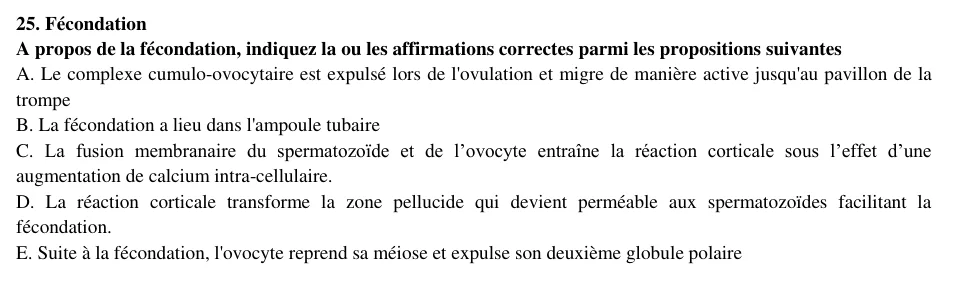 25. Fécondation
A propos de la fécondation, indiquez la ou les affirmations correctes parmi les propositions suivantes
A. Le complexe cumulo-ovocytaire est expulsé lors de l'ovulation et migre de manière active jusqu'au pavillon de la
trompe
B. La fécondation a lieu dans l'ampoule tubaire
C. La fusion membranaire du spermatozoïde et de l’ovocyte entraîne la réaction corticale sous l’effet d’une
augmentation de calcium intra-cellulaire.
D. La réaction corticale transforme la zone pellucide qui devient perméable aux spermatozoïdes facilitant la
fécondation.
E. Suite à la fécondation, l'ovocyte reprend sa méiose et expulse son deuxième globule polaire